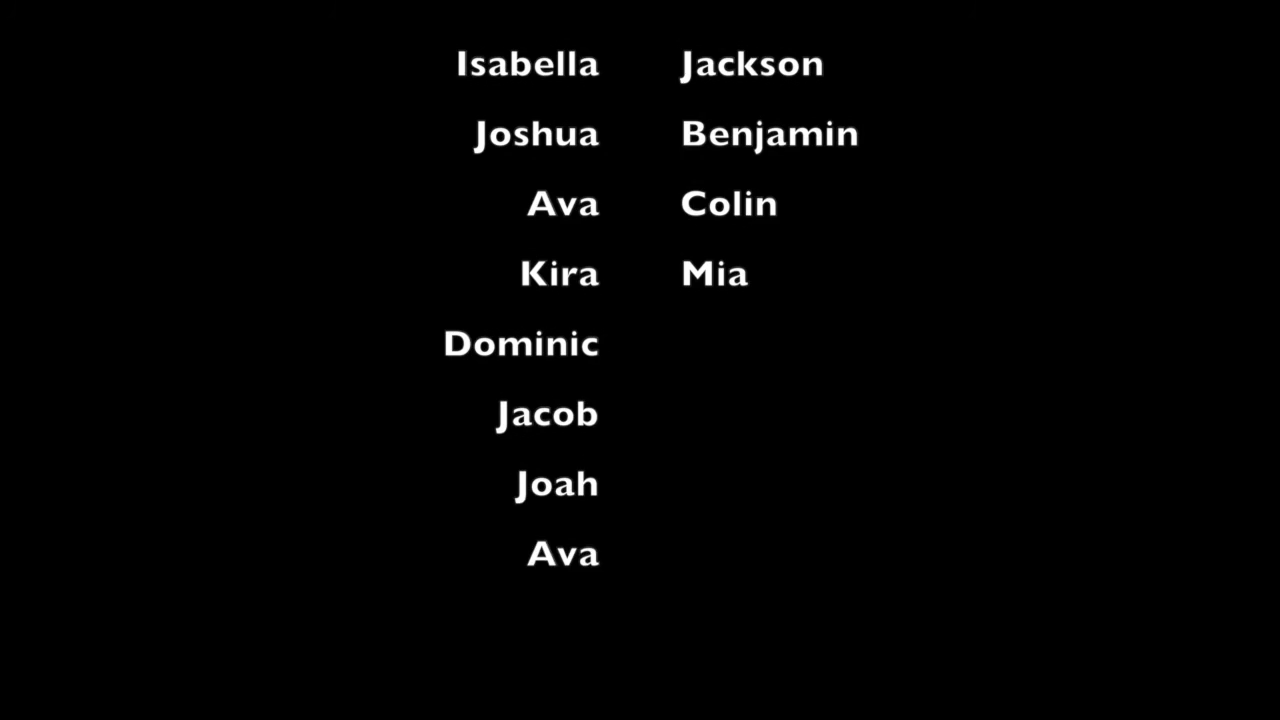 Isabella Jackson
Joshua Benjamin
Ava Colin
Kira Mia
Dominic
Jacob
Joah
Ava